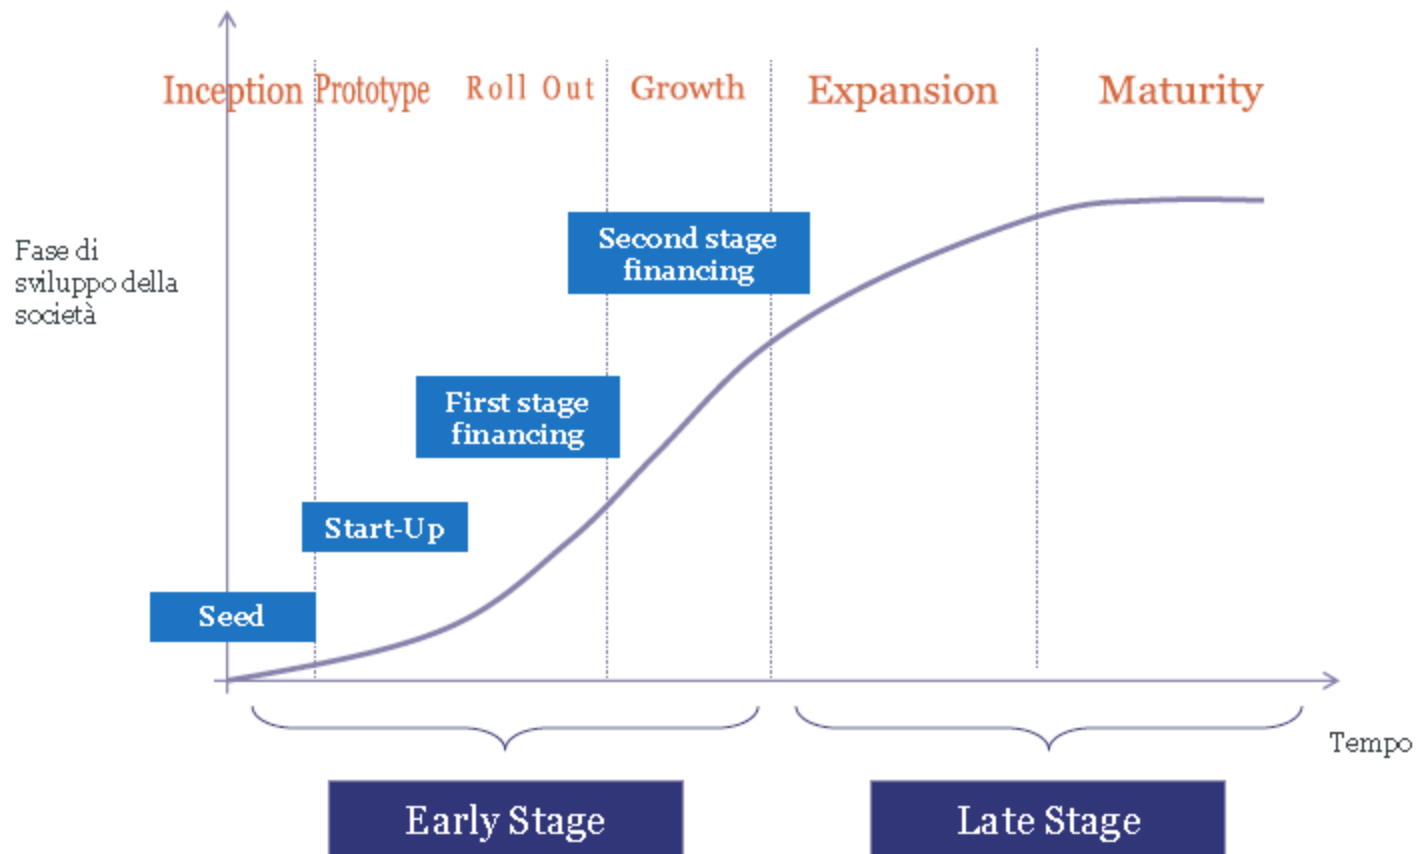 Inception Prototype Roll Out Growth Expansion Maturity
Fase di
sviluppo della
società
Second stage
financing
First stage
financing
Start-Up
Seed
Tempo
Early Stage
Late Stage